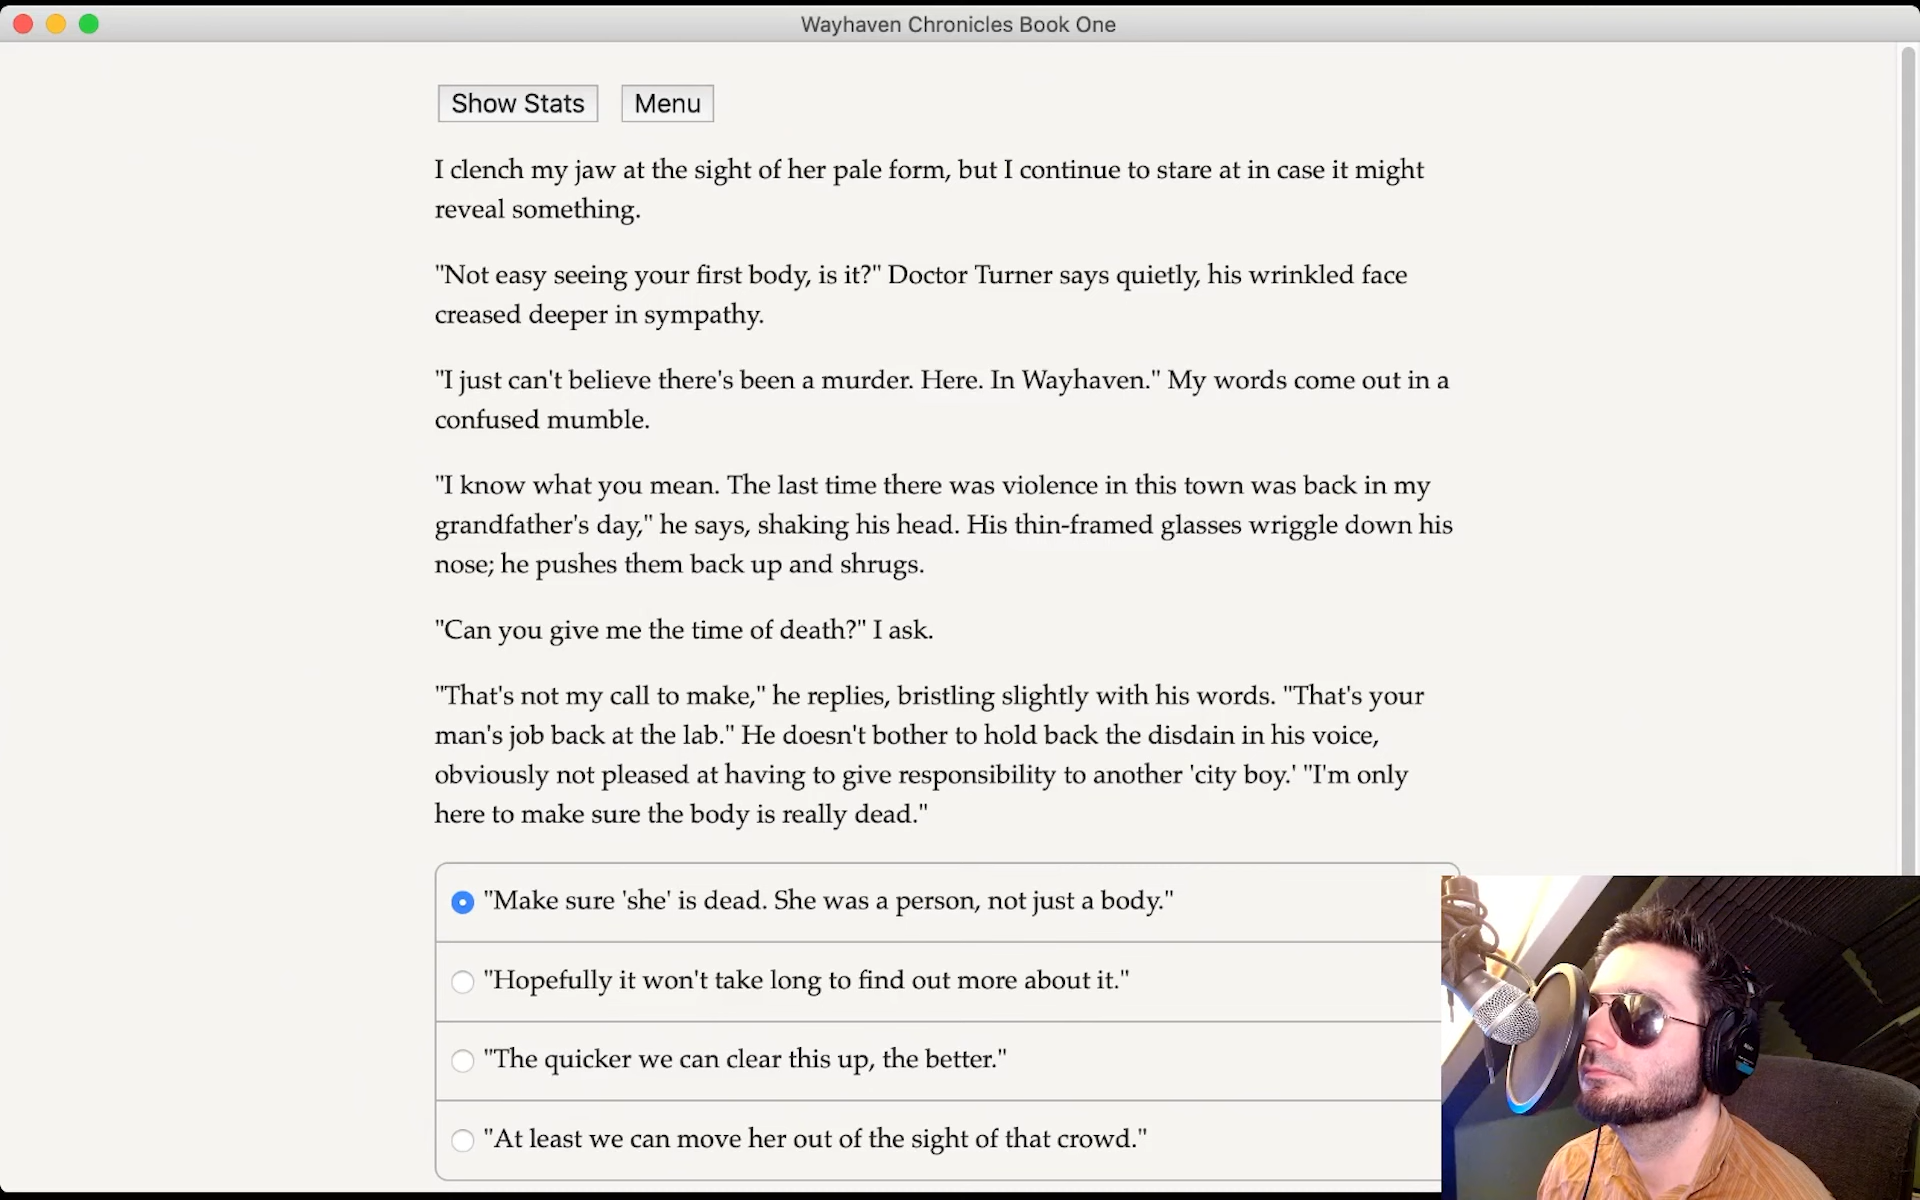 Wayhaven Chronicles Book One
Show Stats Menu
I clench my jaw at the sight of her pale form, but I continue to stare at in case it might
reveal something.
"Not easy seeing your first body, is it?" Doctor Turner says quietly, his wrinkled face
creased deeper in sympathy.
"I just can't believe there's been a murder. Here. In Wayhaven." My words come out in a
confused mumble.
"I know what you mean. The last time there was violence in this town was back in my
grandfather's day," he says, shaking his head. His thin-framed glasses wriggle down his
nose; he pushes them back up and shrugs.
"Can you give me the time of death?" I ask.
"That's not my call to make," he replies, bristling slightly with his words. "That's your
man's job back at the lab." He doesn't bother to hold back the disdain in his voice,
obviously not pleased at having to give responsibility to another 'city boy.' "I'm only
here to make sure the body is really dead."
"Make sure 'she' is dead. She was a person, not just a body."
"Hopefully it won't take long to find out more about it."
"The quicker we can clear this up, the better."
"At least we can move her out of the sight of that crowd."